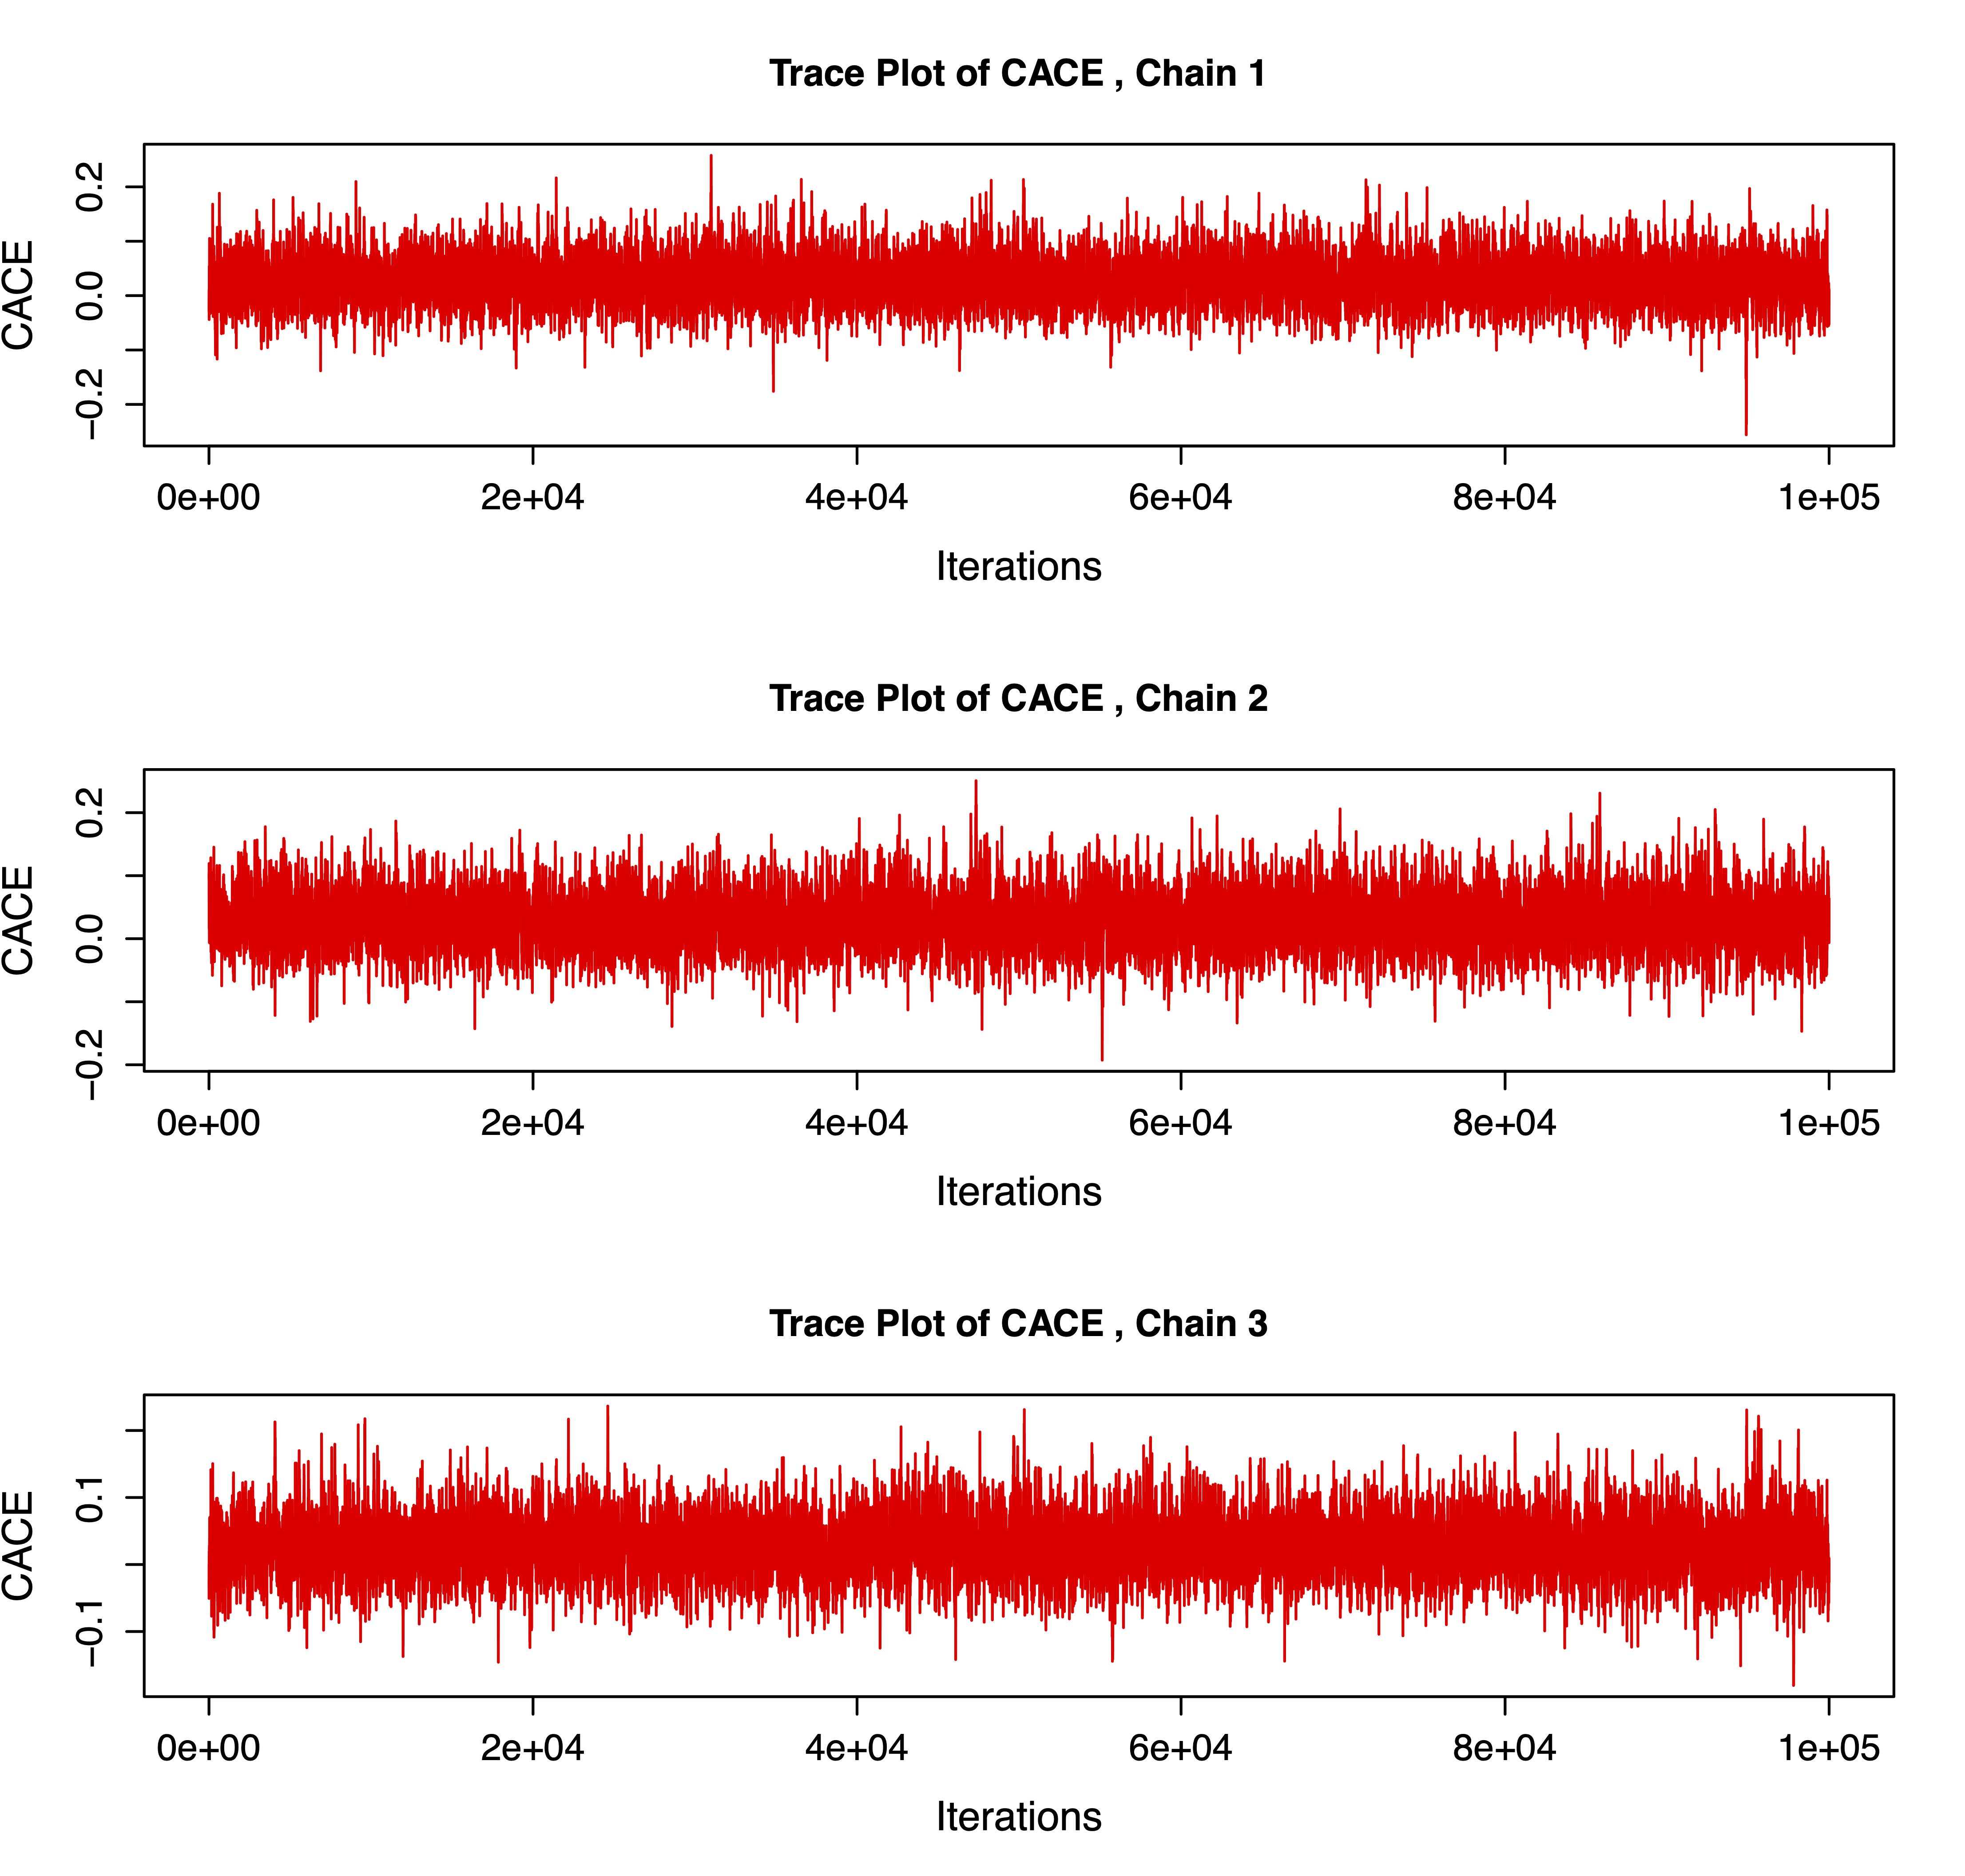 Trace Plot of CACE , Chain 1
CACE
0.2
0.0
−0.2
0e+00 2e+04 4e+04 6e+04 8e+04 1e+05
Iterations
Trace Plot of CACE , Chain 2
CACE
0.2
0.0
−0.2
0e+00 2e+04 4e+04 6e+04 8e+04 1e+05
Iterations
Trace Plot of CACE , Chain 3
CACE
0.1
−0.1
0e+00 2e+04 4e+04 6e+04 8e+04 1e+05
Iterations